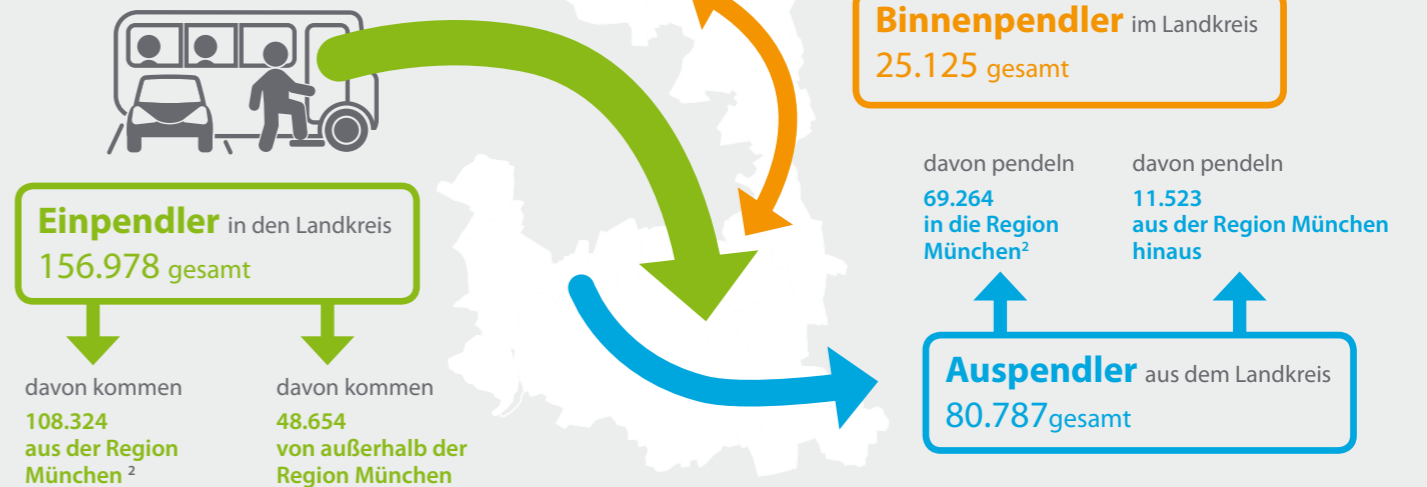 Binnenpendler im Landkreis
25.125 gesamt
Einpendler in den Landkreis
156.978 gesamt
davon kommen
108.324
aus der Region
München ²
davon kommen
48.654
von außerhalb der
Region München
davon pendeln
69.264
in die Region
München²
davon pendeln
11.523
aus der Region München
hinaus
Auspendler aus dem Landkreis
80.787gesamt